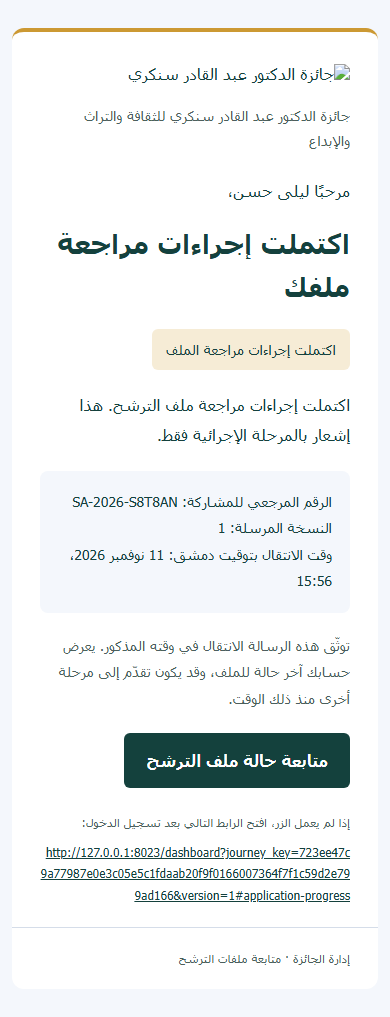 جائزة الدكتور عبد القادر سنكري
جائزة الدكتور عبد القادر سنكري للثقافة والتراث
والإبداع
مرحبًا ليلى حسن،
اكتملت إجراءات مراجعة
ملفك
اكتملت إجراءات مراجعة الملف
اكتملت إجراءات مراجعة ملف الترشح. هذا
إشعار بالمرحلة الإجرائية فقط.
الرقم المرجعي للمشاركة: SA-2026-S8T8AN
النسخة المرسلة: 1
وقت الانتقال بتوقيت دمشق: 11 نوفمبر 2026،
15:56
توثّق هذه الرسالة الانتقال في وقته المذكور. يعرض
حسابك آخر حالة للملف، وقد يكون تقدّم إلى مرحلة
أخرى منذ ذلك الوقت.
متابعة حالة ملف الترشح
إذا لم يعمل الزر، افتح الرابط التالي بعد تسجيل الدخول:
http://127.0.0.1:8023/dashboard?journey_key=723ee47c
9a77987e0e3c05e5c1fdaab20f9f0166007364f7f1c59d2e79
9ad166&version=1#application-progress
إدارة الجائزة · متابعة ملفات الترشح